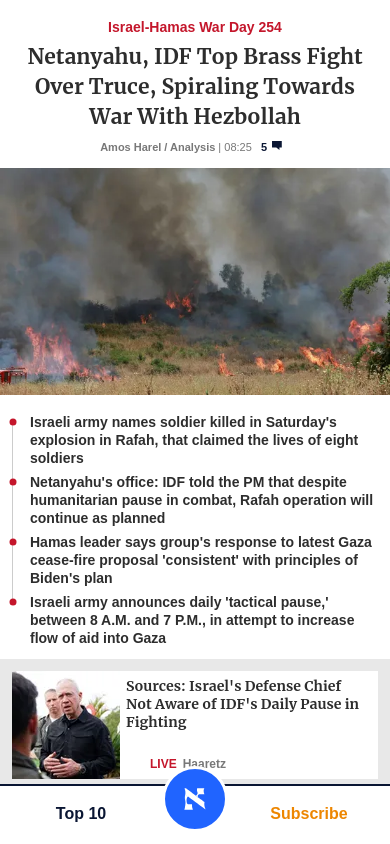 Israel-Hamas War Day 254
Netanyahu, IDF Top Brass Fight
Over Truce, Spiraling Towards
War With Hezbollah
Amos Harel / Analysis | 08:25 5
Israeli army names soldier killed in Saturday's
explosion in Rafah, that claimed the lives of eight
soldiers
Netanyahu's office: IDF told the PM that despite
humanitarian pause in combat, Rafah operation will
continue as planned
Hamas leader says group's response to latest Gaza
cease-fire proposal 'consistent' with principles of
Biden's plan
Israeli army announces daily 'tactical pause,'
between 8 A.M. and 7 P.M., in attempt to increase
flow of aid into Gaza
Sources: Israel's Defense Chief
Not Aware of IDF's Daily Pause in
Fighting
LIVE Haaretz
Top 10
Subscribe